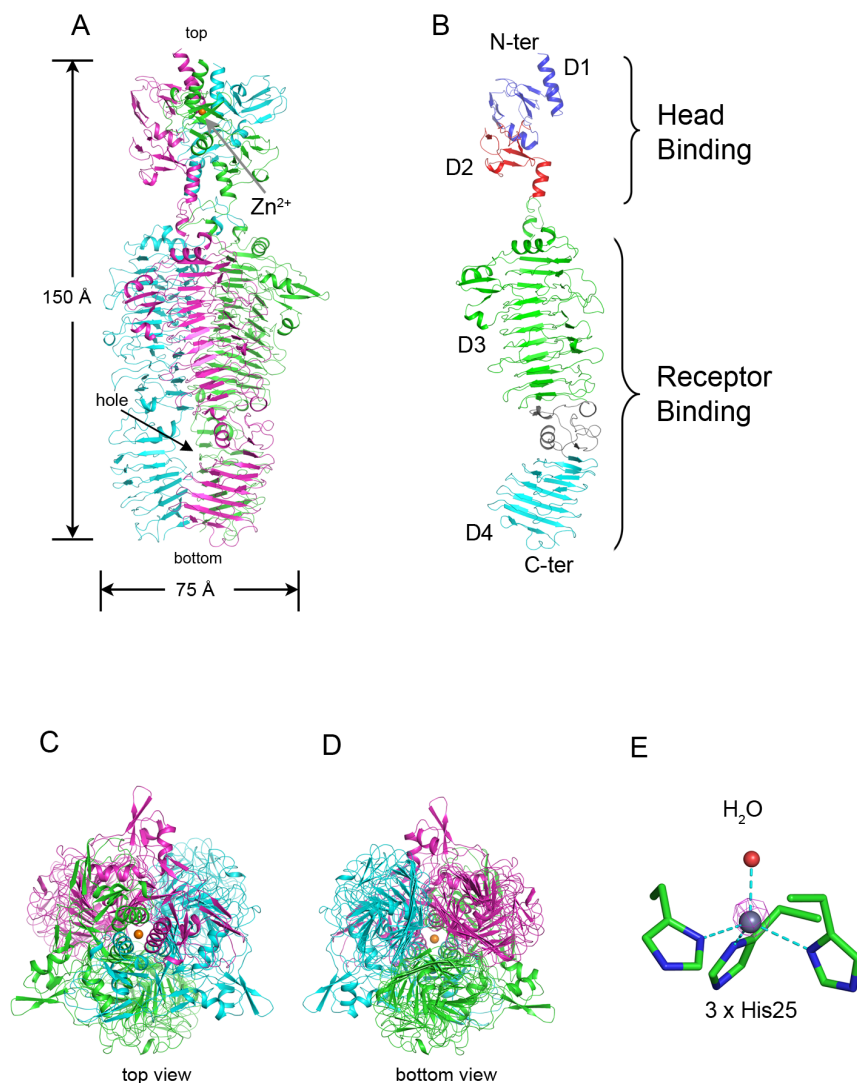 A
top
Zn²⁺
150 Å
hole
bottom
75 Å
B
N-ter
D1
D2
D3
D4
C-ter
Head
Binding
Receptor
Binding
C
top view
D
bottom view
E
H₂O
3 x His25